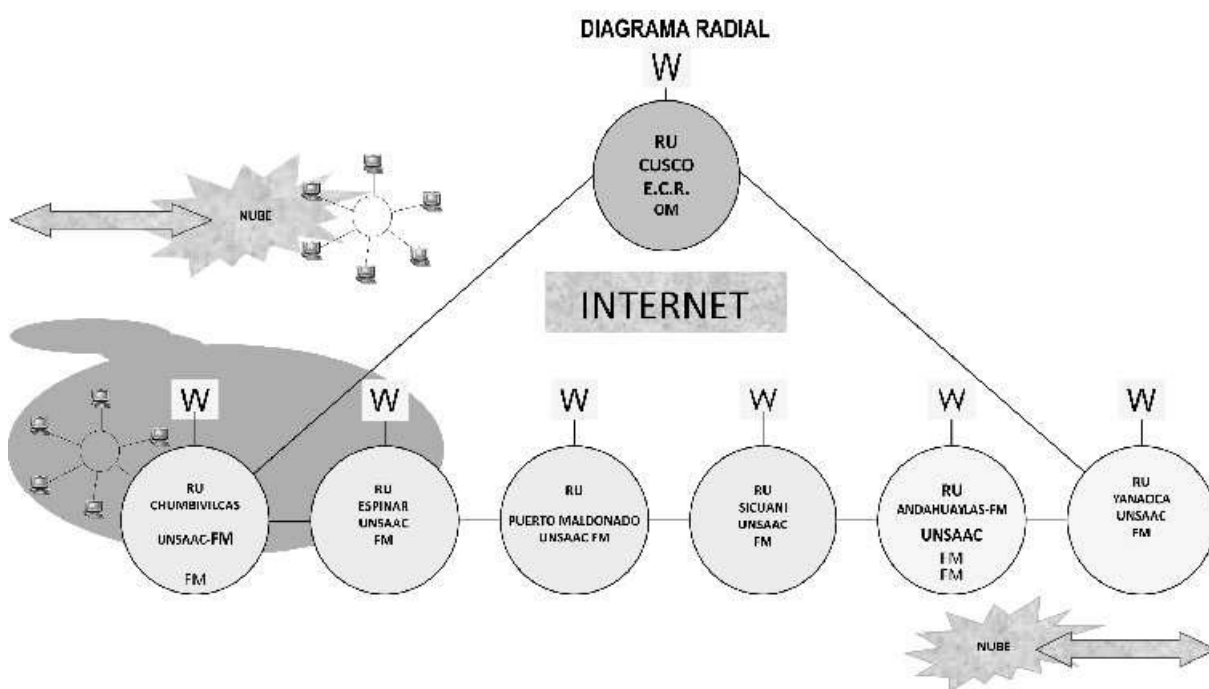 DIAGRAMA RADIAL
W
RU
CUSCO
E.C.R.
OM
NUBE
INTERNET
W
W
W
W
W
W
RU
CHUMBIVILCAS
UNSAAC-FM
FM
RU
ESPINAR
UNSAAC
FM
RU
PUERTO MALDONADO
UNSAAC FM
RU
SICUANI
UNSAAC
FM
RU
ANDAHUAYLAS-FM
UNSAAC
FM
FM
RU
YANAOCA
UNSAAC
FM
NUBE